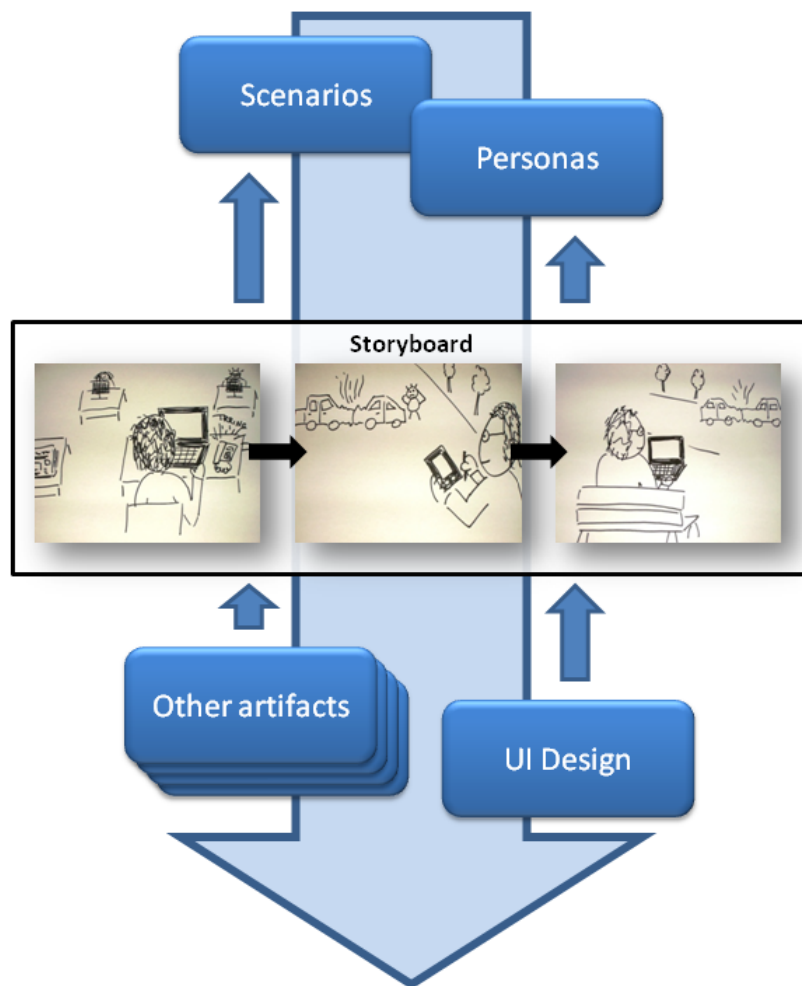 Scenarios
Personas
Storyboard
Other artifacts
UI Design